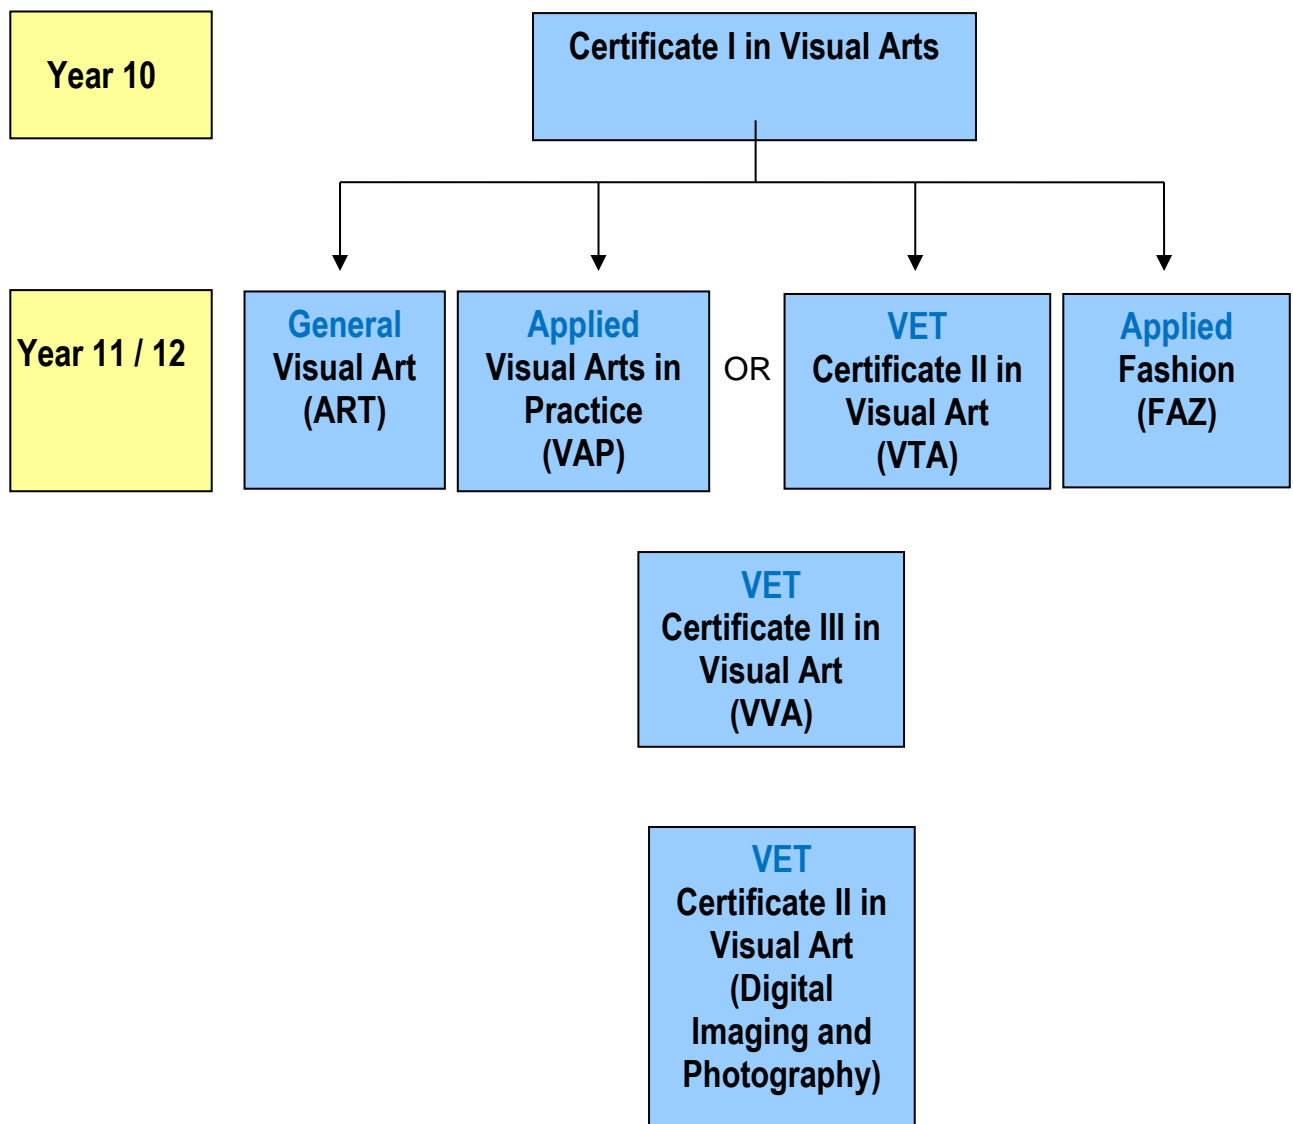 Year 10
Certificate I in Visual Arts
Year 11 / 12
General
Visual Art
(ART)
Applied
Visual Arts in
Practice
(VAP)
OR
VET
Certificate II in
Visual Art
(VTA)
Applied
Fashion
(FAZ)
VET
Certificate III in
Visual Art
(VVA)
VET
Certificate II in
Visual Art
(Digital
Imaging and
Photography)